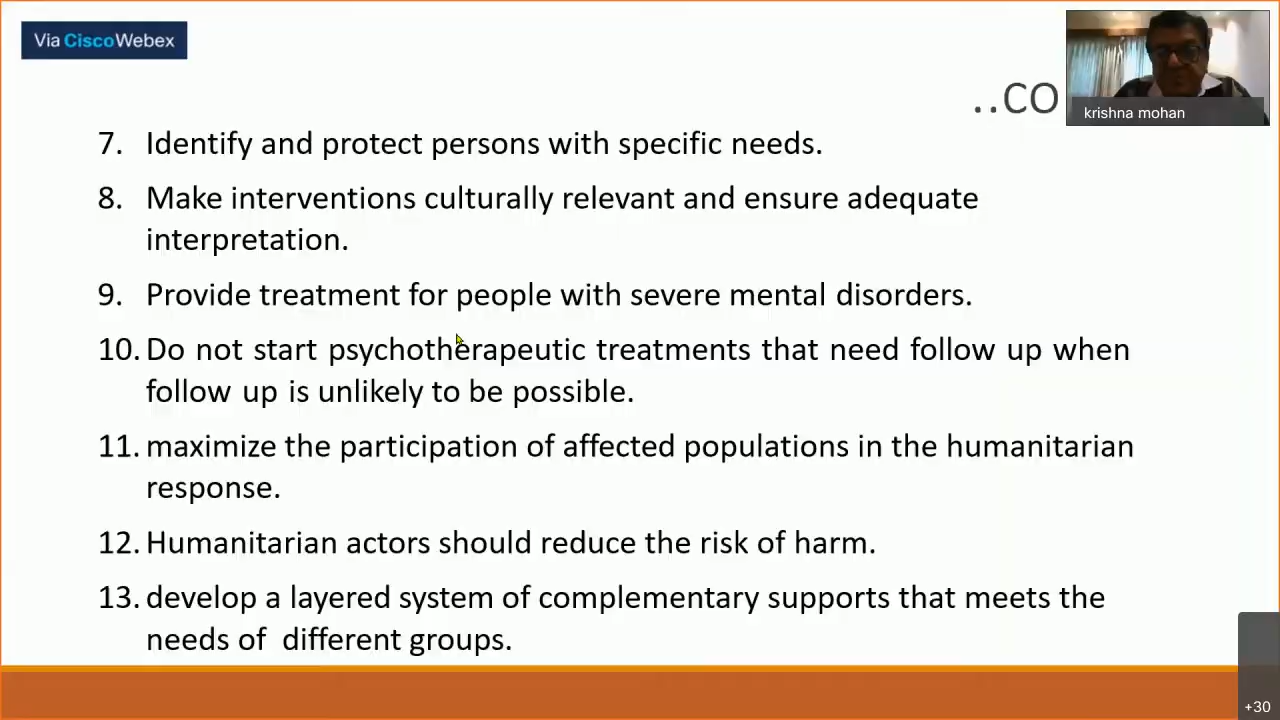 Via CiscoWebex
..CO
krishna mohan
7. Identify and protect persons with specific needs.
8. Make interventions culturally relevant and ensure adequate
interpretation.
9. Provide treatment for people with severe mental disorders.
10. Do not start psychotherapeutic treatments that need follow up when
follow up is unlikely to be possible.
11. maximize the participation of affected populations in the humanitarian
response.
12. Humanitarian actors should reduce the risk of harm.
13. develop a layered system of complementary supports that meets the
needs of  different groups.
+30